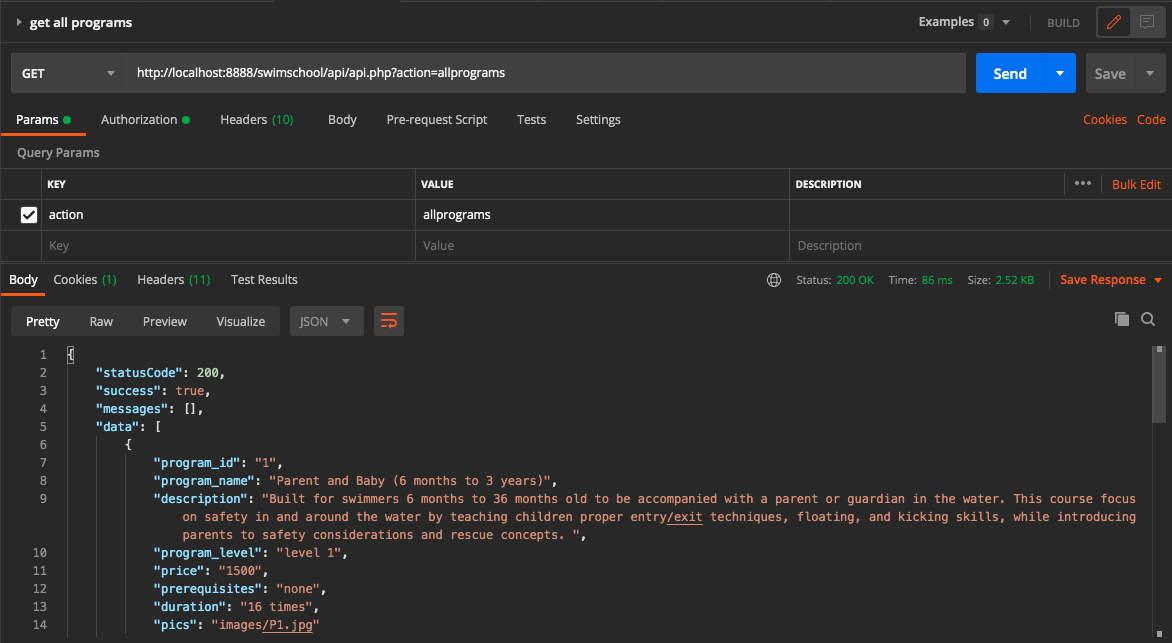 get all programs
Examples 0
BUILD
GET
http://localhost:8888/swimschool/api/api.php?action=allprograms
Send
Save
Params
Authorization
Headers (10)
Body
Pre-request Script
Tests
Settings
Cookies
Code
Query Params
KEY
VALUE
DESCRIPTION
Bulk Edit
action
allprograms
Key
Value
Description
Body
Cookies (1)
Headers (11)
Test Results
Status: 200 OK
Time: 86 ms
Size: 2.52 KB
Save Response
Pretty
Raw
Preview
Visualize
JSON
1 {
2 "statusCode": 200,
3 "success": true,
4 "messages": [],
5 "data": [
6 {
7 "program_id": "1",
8 "program_name": "Parent and Baby (6 months to 3 years)",
9 "description": "Built for swimmers 6 months to 36 months old to be accompanied with a parent or guardian in the water. This course focus
on safety in and around the water by teaching children proper entry/exit techniques, floating, and kicking skills, while introducing
parents to safety considerations and rescue concepts. ",
10 "program_level": "level 1",
11 "price": "1500",
12 "prerequisites": "none",
13 "duration": "16 times",
14 "pics": "images/P1.jpg"